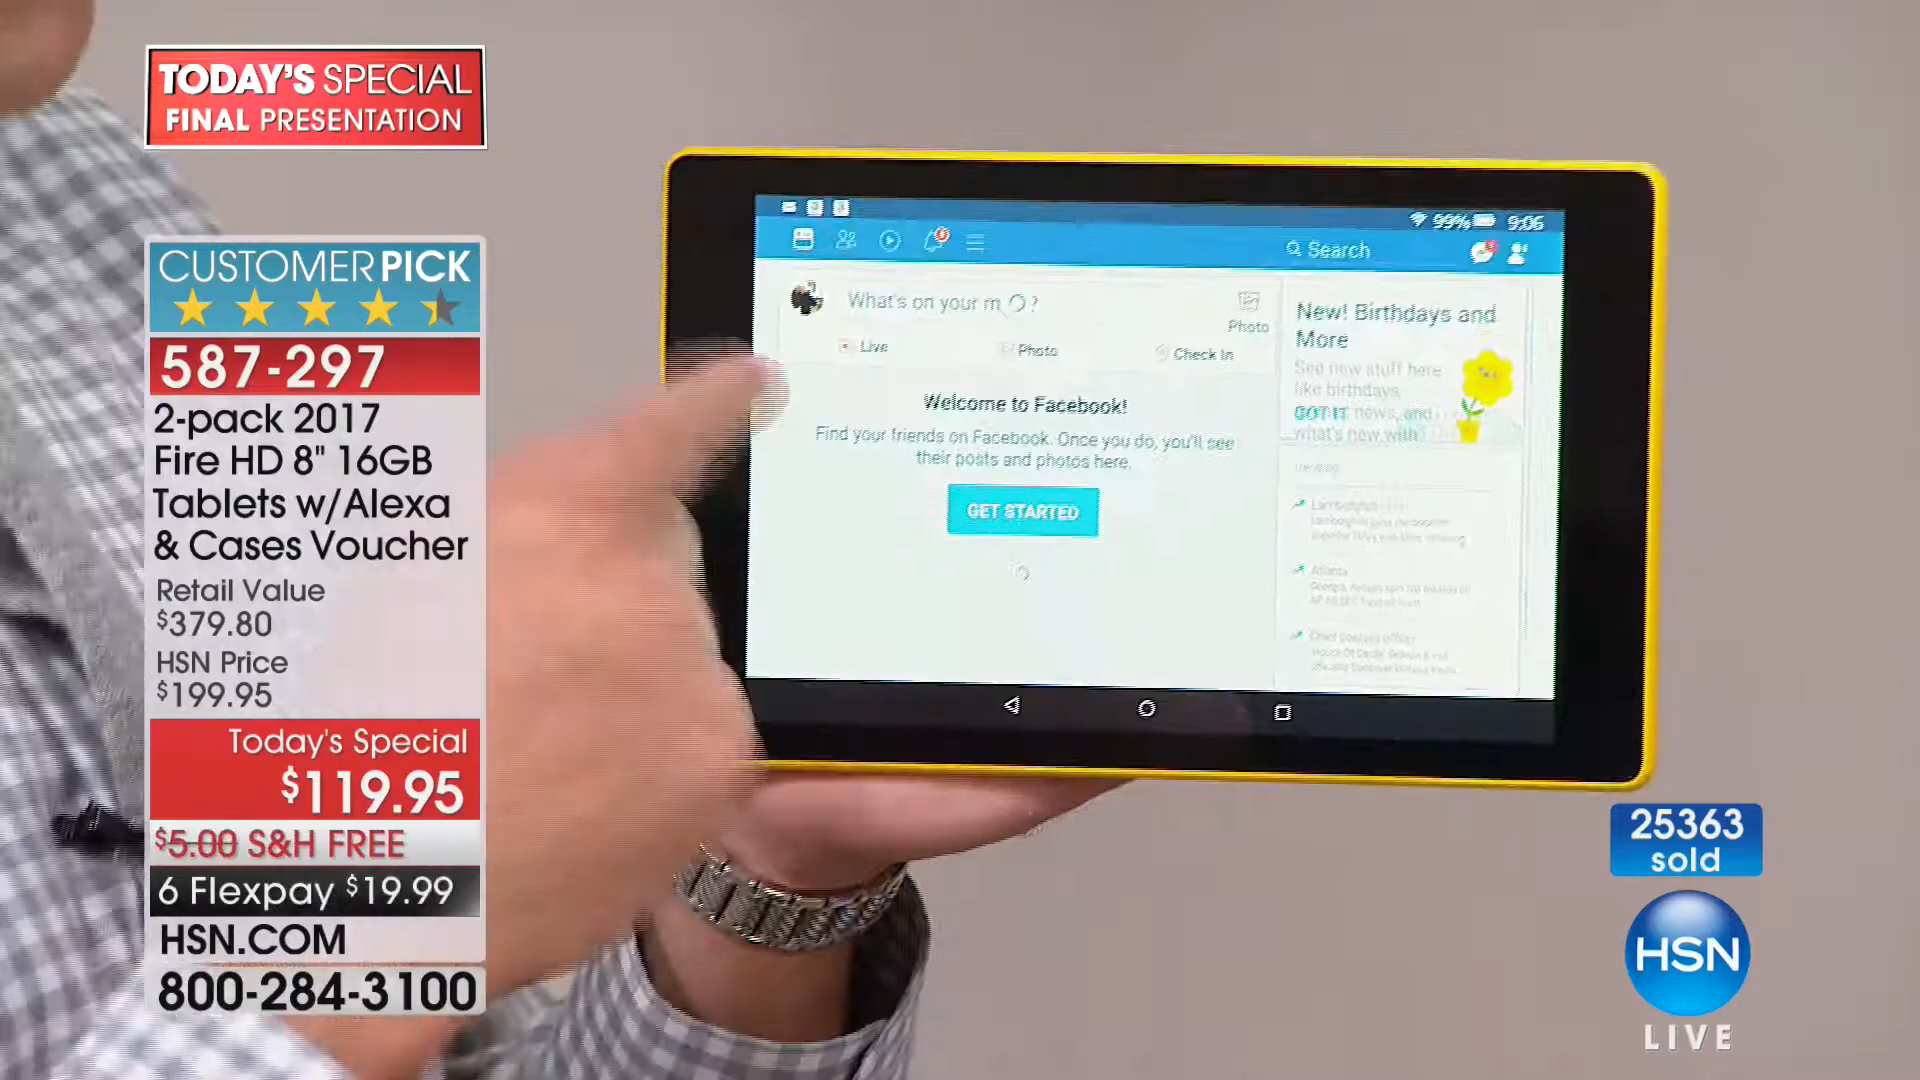 TODAY'S SPECIAL
FINAL PRESENTATION
CUSTOMER PICK
587-297
2-pack 2017
Fire HD 8" 16GB
Tablets w/Alexa
& Cases Voucher
Retail Value
$379.80
HSN Price
$199.95
Today's Special
$119.95
$5.00 S&H FREE
6 Flexpay $19.99
HSN.COM
800-284-3100
99% 9:06
Search
What's on your m ?
Photo
Live
Photo
Check In
Welcome to Facebook!
Find your friends on Facebook. Once you do, you'll see
their posts and photos here.
GET STARTED
New! Birthdays and
More
See new stuff here
like birthdays,
GOT IT news, and
what's new with
Atlanta
25363
sold
HSN
LIVE